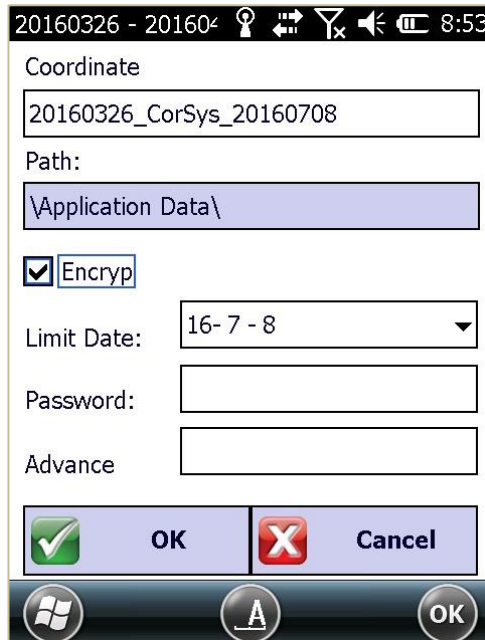 20160326 - 20160 8:53
Coordinate
20160326_CorSys_20160708
Path:
\Application Data\
Encryp
Limit Date: 16- 7 - 8
Password:
Advance
OK Cancel
A OK